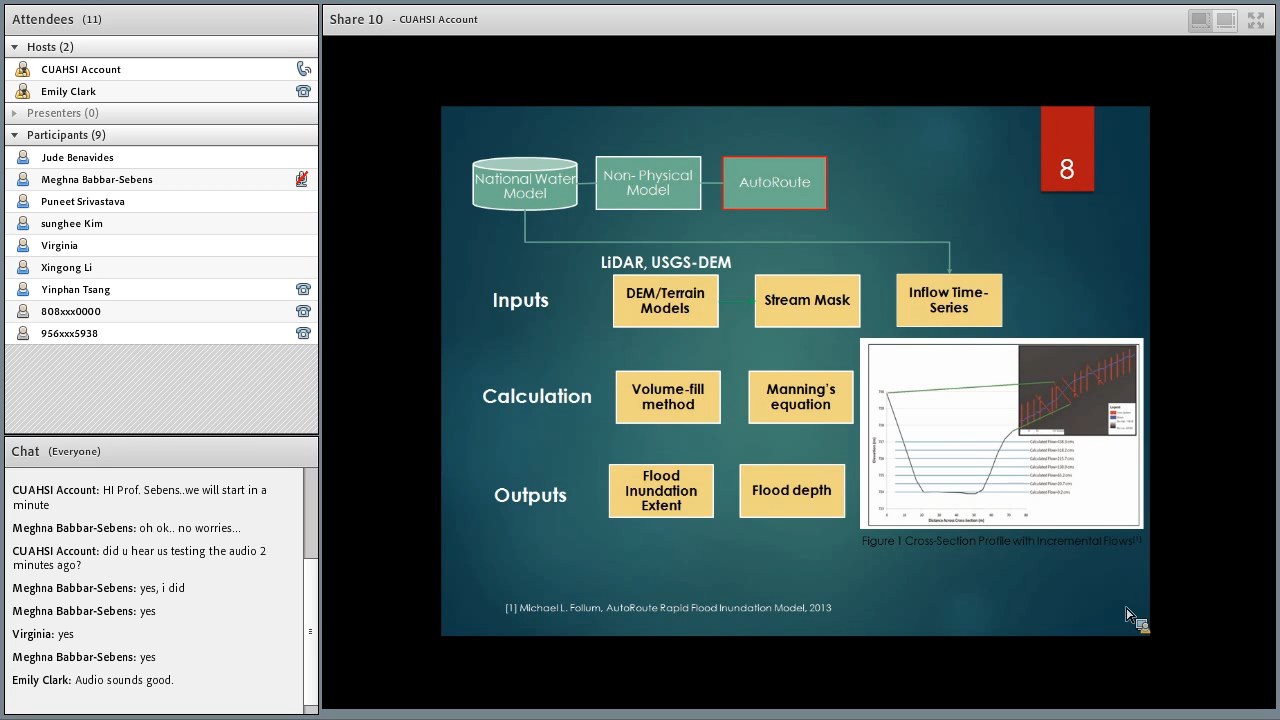 Attendees (11)
Hosts (2)
CUAHSI Account
Emily Clark
Presenters (0)
Participants (9)
Jude Benavides
Meghna Babbar-Sebens
Puneet Srivastava
sunghee Kim
Virginia
Xingong Li
Yinphan Tsang
808xxx0000
956xxx5938
Chat (Everyone)
CUAHSI Account: HI Prof. Sebens..we will start in a
minute
Meghna Babbar-Sebens: oh ok.. no worries...
CUAHSI Account: did u hear us testing the audio 2
minutes ago?
Meghna Babbar-Sebens: yes, i did
Meghna Babbar-Sebens: yes
Virginia: yes
Meghna Babbar-Sebens: yes
Emily Clark: Audio sounds good.
Share 10 - CUAHSI Account
8
National Water
Model
Non- Physical
Model
AutoRoute
LiDAR, USGS-DEM
Inputs
DEM/Terrain
Models
Stream Mask
Inflow Time-
Series
Calculation
Volume-fill
method
Manning's
equation
Outputs
Flood
Inundation
Extent
Flood depth
Distance Across Cross-Section (m)
Figure 1 Cross-Section Profile with Incremental Flows[1]
[1] Michael L. Follum, AutoRoute Rapid Flood Inundation Model, 2013